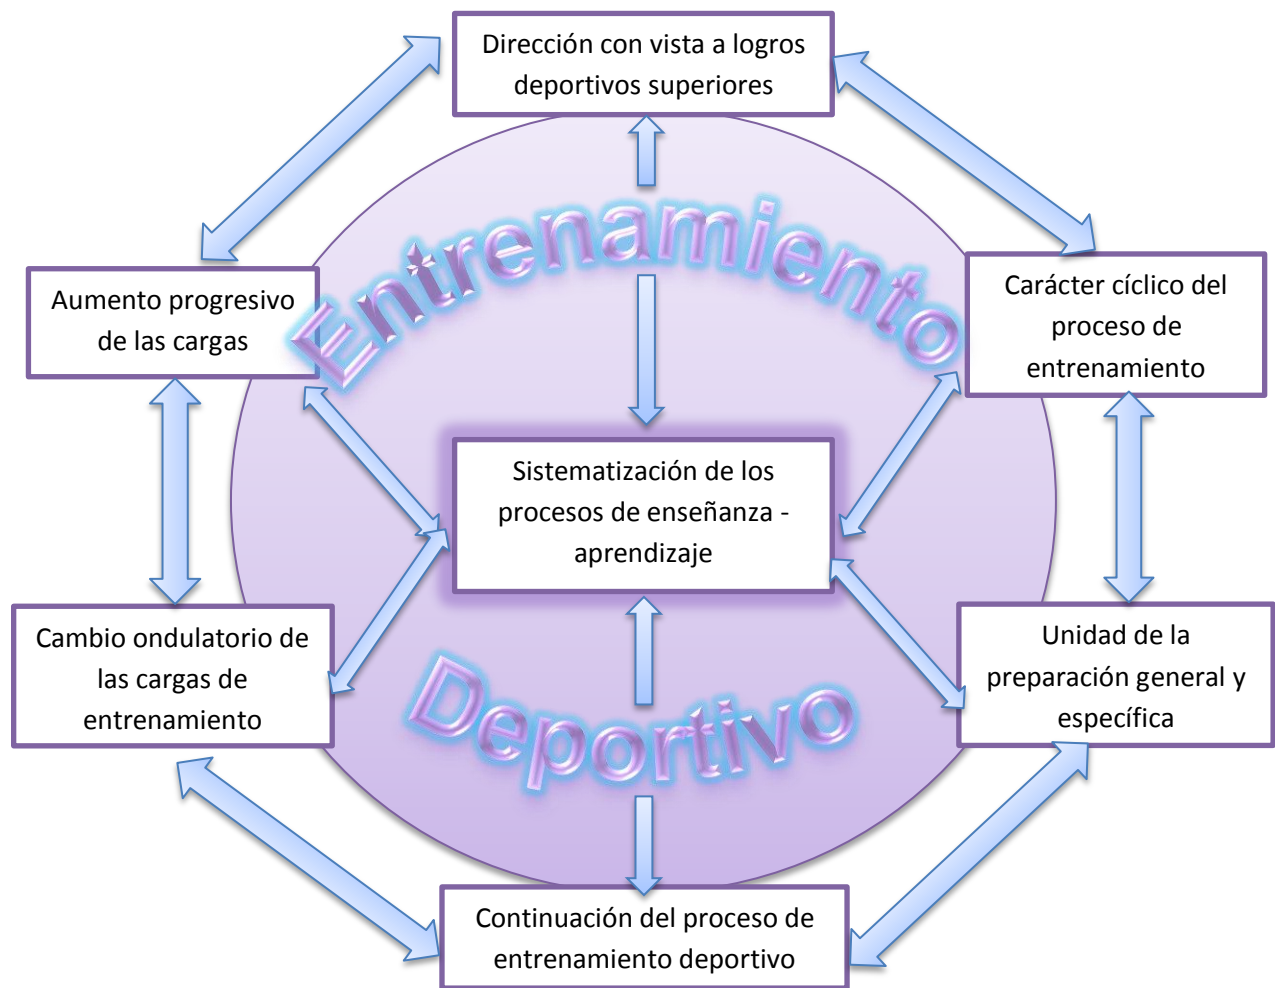 Dirección con vista a logros
deportivos superiores
Entrenamiento
Aumento progresivo
de las cargas
Carácter cíclico del
proceso de
entrenamiento
Sistematización de los
procesos de enseñanza -
aprendizaje
Cambio ondulatorio de
las cargas de
entrenamiento
Unidad de la
preparación general y
específica
Deportivo
Continuación del proceso de
entrenamiento deportivo